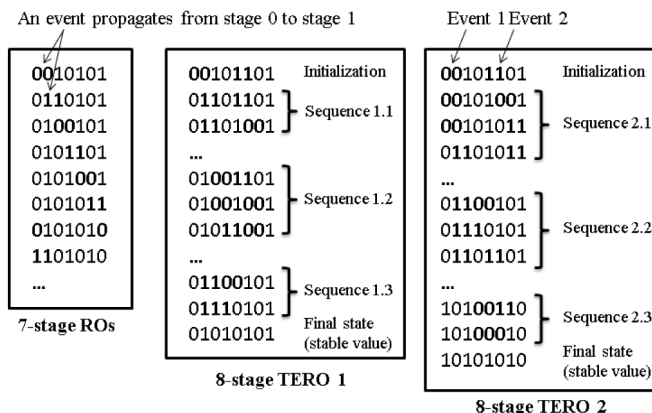 An event propagates from stage 0 to stage 1
Event 1 Event 2
0010101
0110101
0100101
0101101
0101001
0101011
0101010
1101010
...
7-stage ROs
00101101
Initialization
01101101
01101001
Sequence 1.1
...
01001101
01001001
01011001
Sequence 1.2
...
01100101
01110101
Sequence 1.3
01010101
Final state
(stable value)
8-stage TERO 1
00101101
Initialization
00101001
00101011
01101011
Sequence 2.1
...
01100101
01110101
01101101
Sequence 2.2
...
10100110
10100010
Sequence 2.3
10101010
Final state
(stable value)
8-stage TERO 2